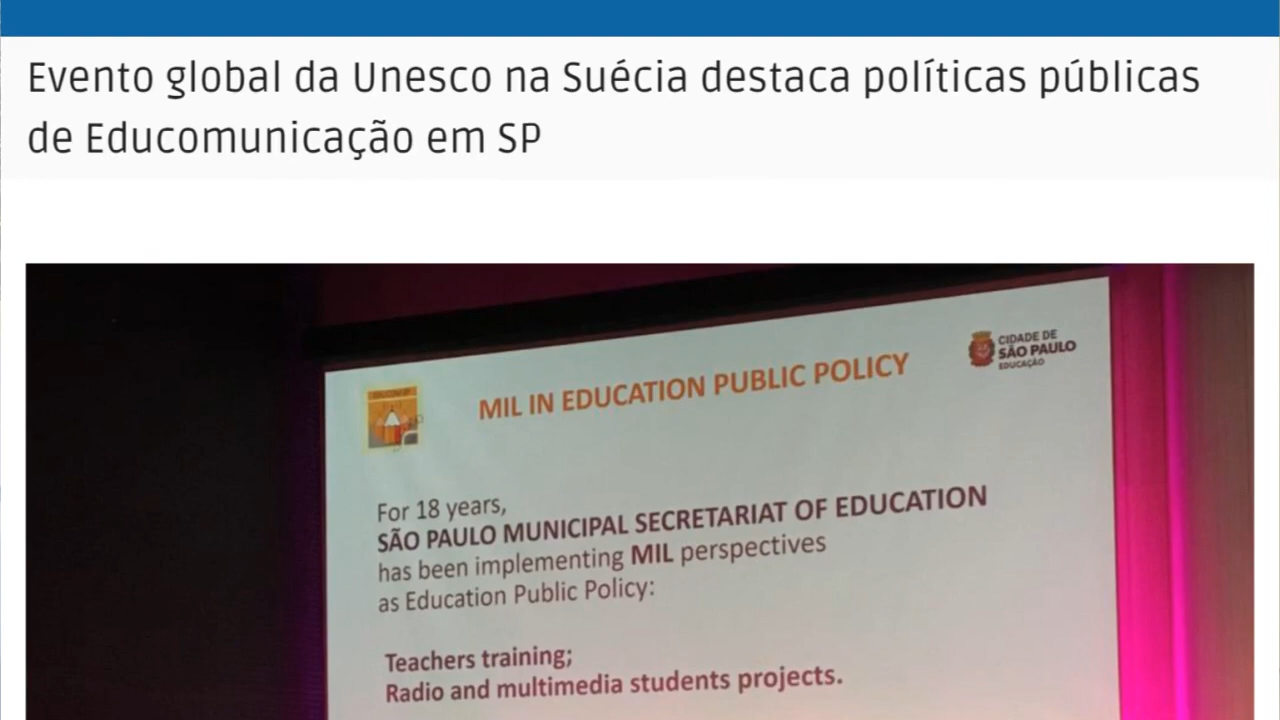 Evento global da Unesco na Suécia destaca políticas públicas
de Educomunicação em SP
CIDADE DE
SÃO PAULO
EDUCAÇÃO
MIL IN EDUCATION PUBLIC POLICY
For 18 years,
SÃO PAULO MUNICIPAL SECRETARIAT OF EDUCATION
has been implementing MIL perspectives
as Education Public Policy:
Teachers training;
Radio and multimedia students projects.